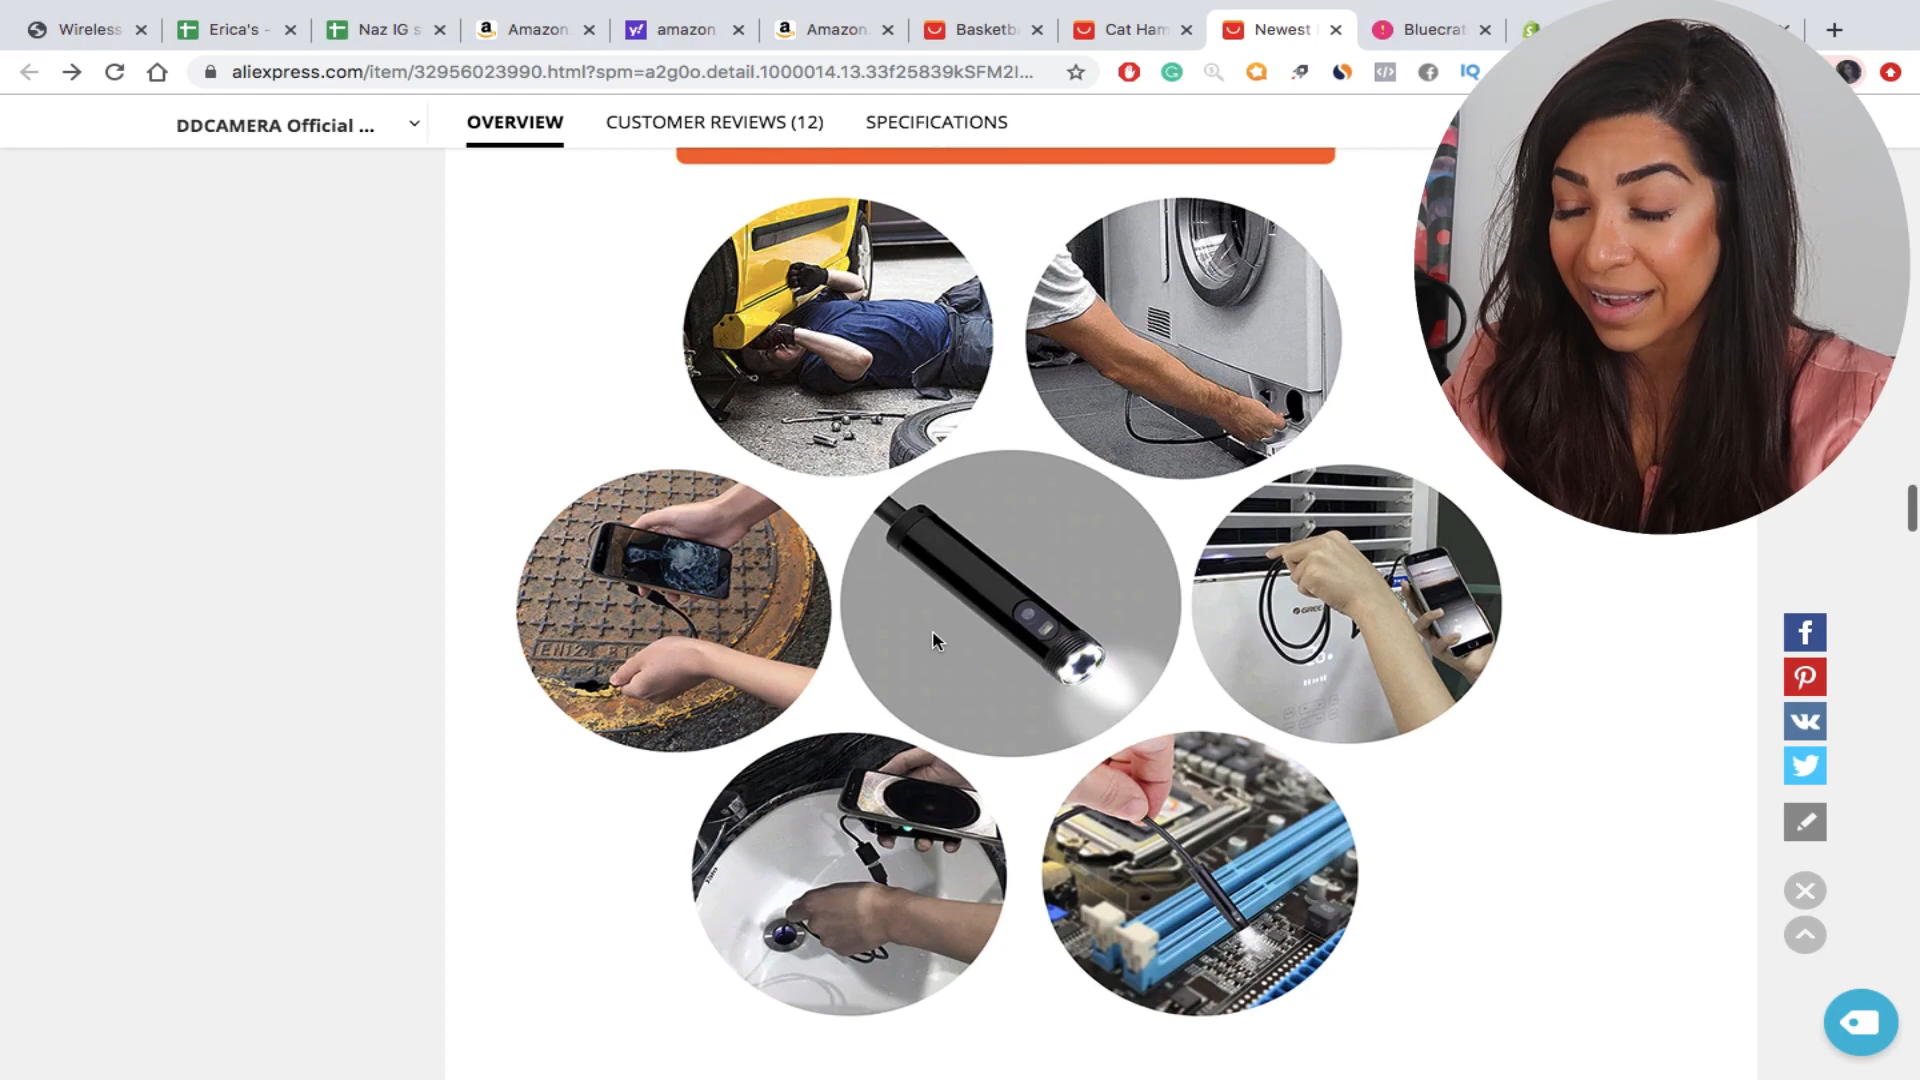 Wireless
Erica's -
Naz IG s
Amazon.
amazon
Amazon.
Basketb
Cat Ham
Newest
Bluecrat
aliexpress.com/item/32956023990.html?spm=a2g0o.detail.1000014.13.33f25839kSFM2I...
IQ
DDCAMERA Official ...
OVERVIEW
CUSTOMER REVIEWS (12)
SPECIFICATIONS
GREE